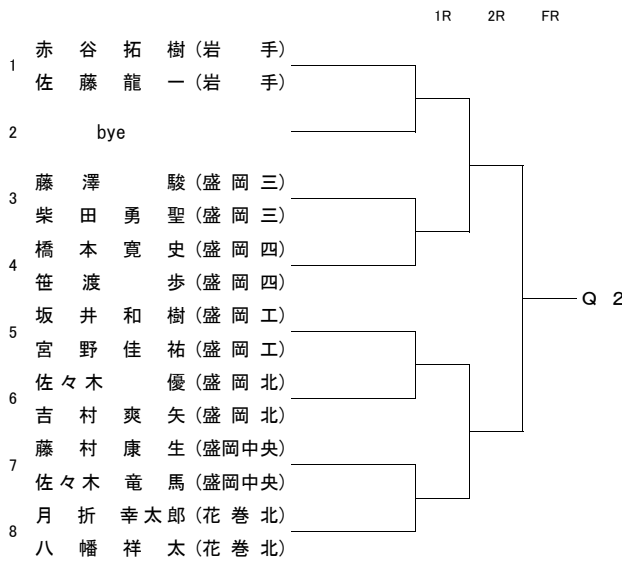 1R 2R FR
1
赤谷拓樹(岩手)
佐藤龍一(岩手)
2 bye
3
藤澤駿(盛岡三)
柴田勇聖(盛岡三)
4
橋本寛史(盛岡四)
笹渡歩(盛岡四)
5
坂井和樹(盛岡工)
宮野佳祐(盛岡工)
6
佐々木優(盛岡北)
吉村爽矢(盛岡北)
7
藤村康生(盛岡中央)
佐々木竜馬(盛岡中央)
8
月折幸太郎(花巻北)
八幡祥太(花巻北)
Q 2